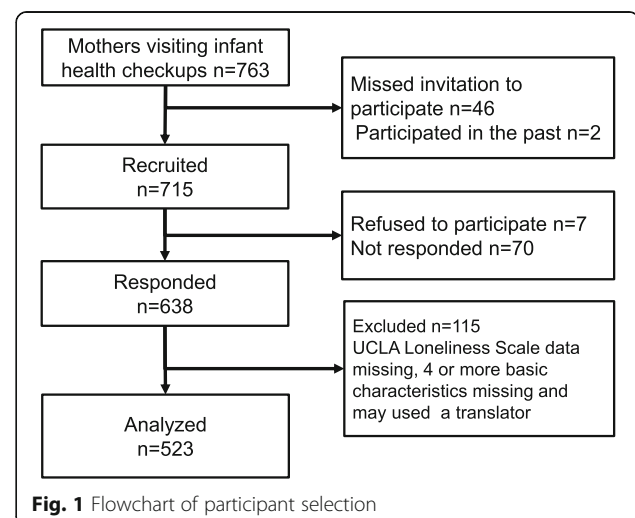 Mothers visiting infant
health checkups n=763
Missed invitation to
participate n=46
Participated in the past n=2
Recruited
n=715
Refused to participate n=7
Not responded n=70
Responded
n=638
Excluded n=115
UCLA Loneliness Scale data
missing, 4 or more basic
characteristics missing and
may used a translator
Analyzed
n=523
Fig. 1 Flowchart of participant selection